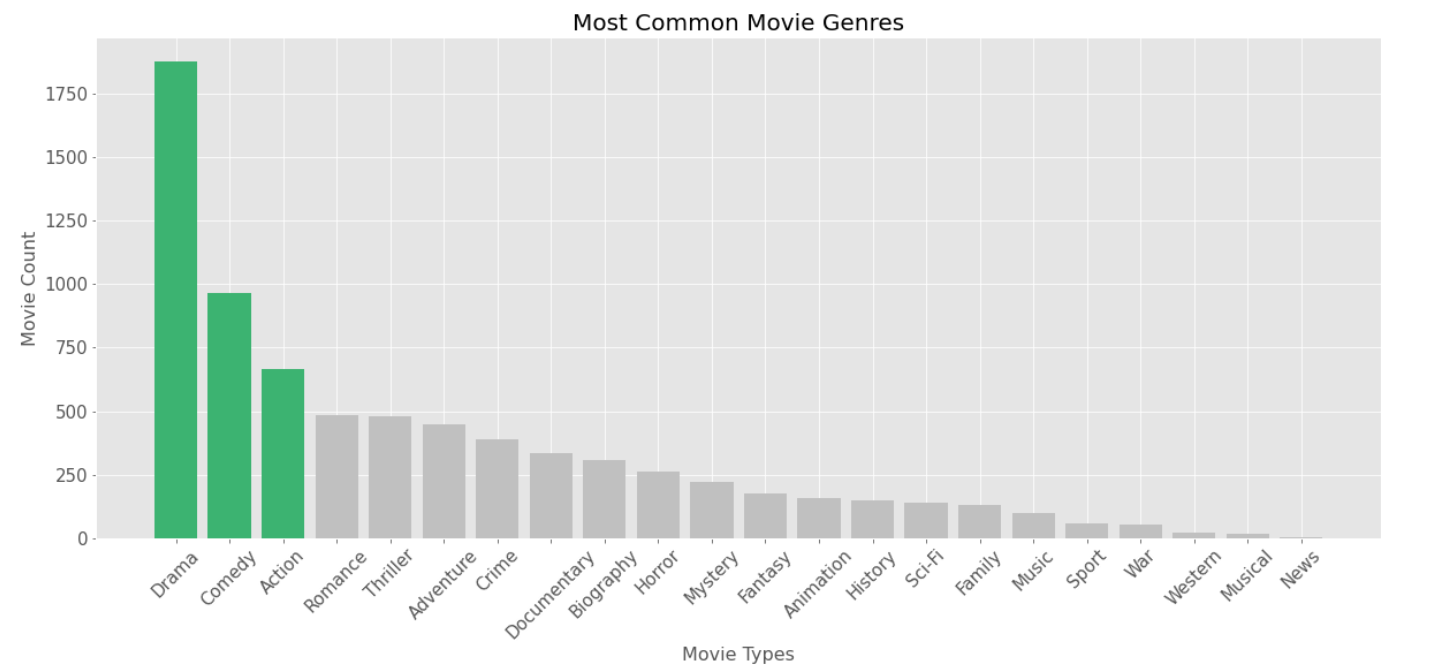 Most Common Movie Genres
1750
1500
1250
1000
750
500
250
0
Movie Count
Drama
Comedy
Action
Romance
Thriller
Adventure
Crime
Documentary
Biography
Horror
Mystery
Fantasy
Animation
History
Sci-Fi
Family
Music
Sport
War
Western
Musical
News
Movie Types